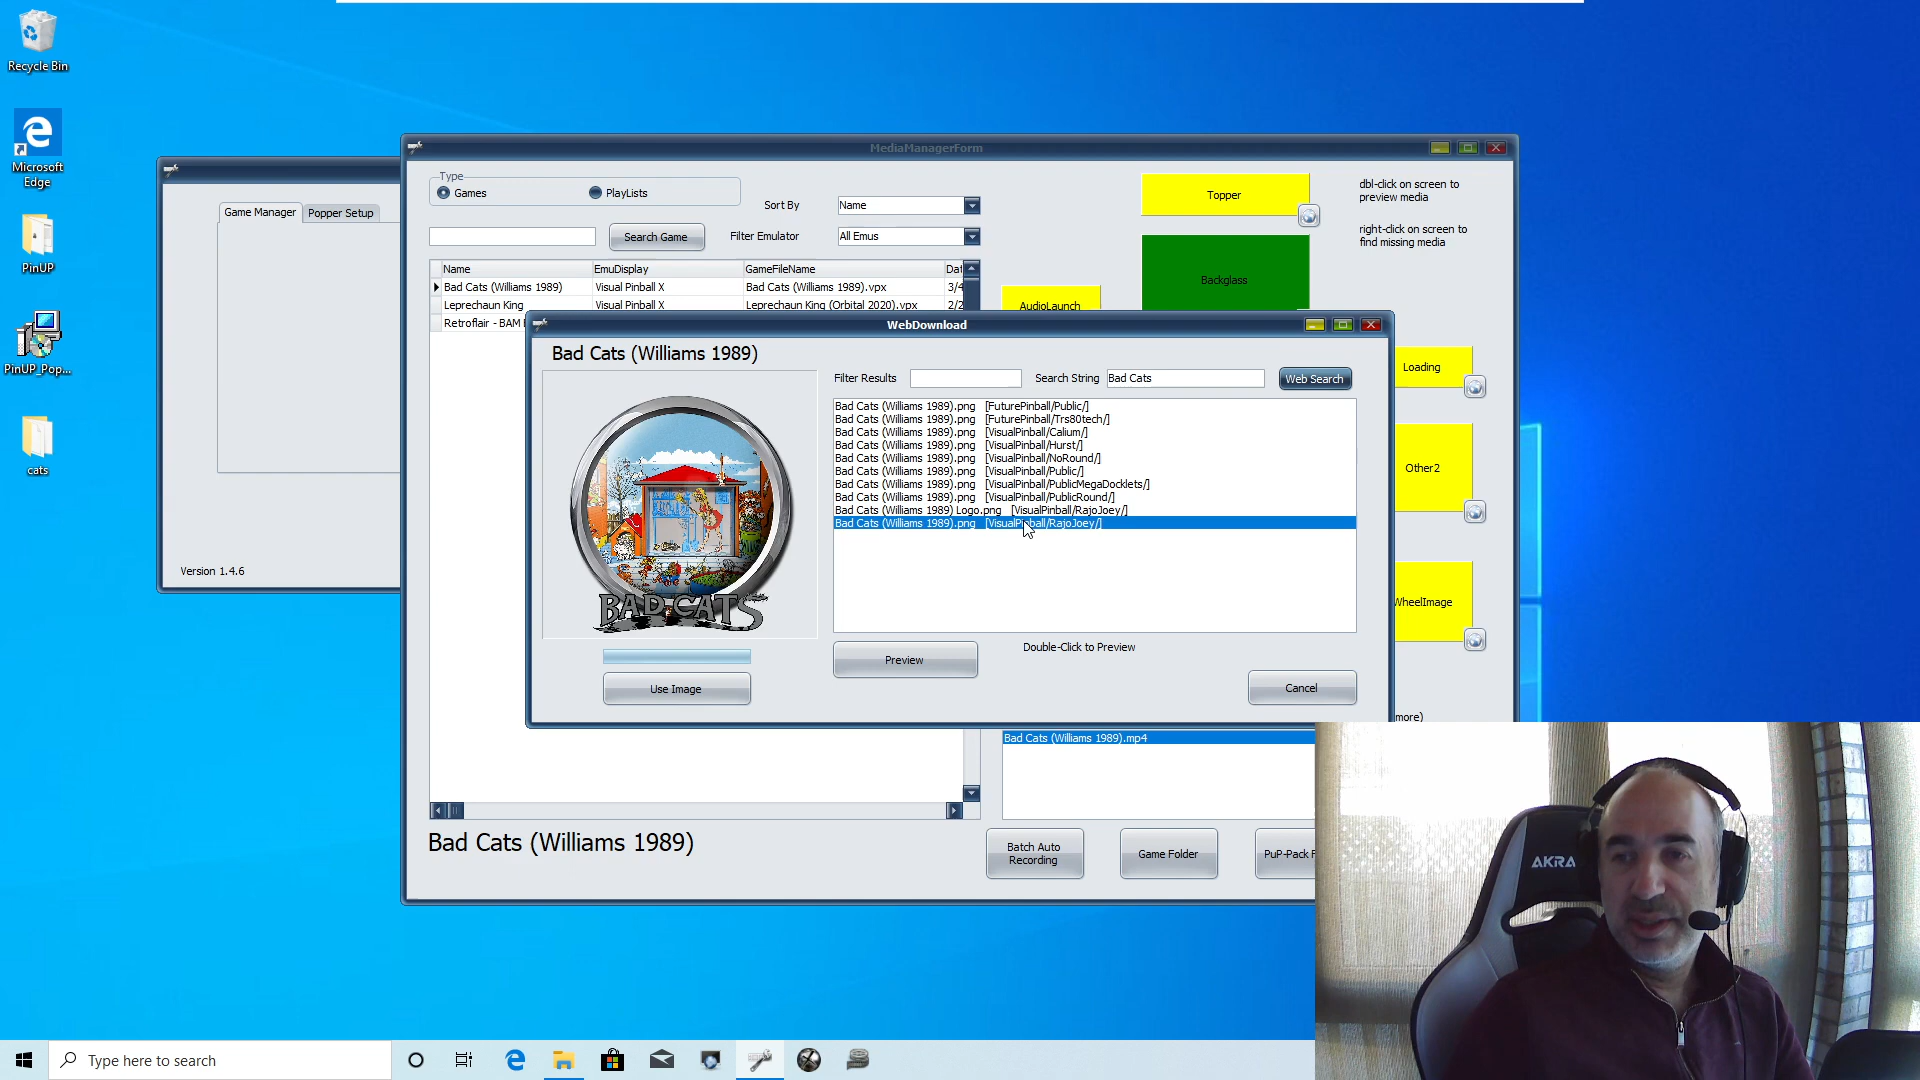 Recycle Bin
Microsoft
Edge
PinUP
PinUP_Pop...
cats
Game Manager
Popper Setup
Version 1.4.6
MediaManagerForm
Type
Games
PlayLists
Sort By
Name
Search Game
Filter Emulator
All Emus
Name EmuDisplay GameFileName Dat
Bad Cats (Williams 1989) Visual Pinball X Bad Cats (Williams 1989).vpx 3/4
Leprechaun King Visual Pinball X Leprechaun King (Orbital 2020).vpx 2/2
Retroflair - BAM
Topper
dbl-click on screen to
preview media
right-click on screen to
find missing media
Backglass
AudioLaunch
Loading
Other2
WheelImage
more)
WebDownload
Bad Cats (Williams 1989)
BAD CATS
Filter Results
Search String
Bad Cats
Web Search
Bad Cats (Williams 1989).png [FuturePinball/Public/]
Bad Cats (Williams 1989).png [FuturePinball/Trs80tech/]
Bad Cats (Williams 1989).png [VisualPinball/Calium/]
Bad Cats (Williams 1989).png [VisualPinball/Hurst/]
Bad Cats (Williams 1989).png [VisualPinball/NoRound/]
Bad Cats (Williams 1989).png [VisualPinball/Public/]
Bad Cats (Williams 1989).png [VisualPinball/PublicMegaDocklets/]
Bad Cats (Williams 1989).png [VisualPinball/PublicRound/]
Bad Cats (Williams 1989) Logo.png [VisualPinball/RajoJoey/]
Bad Cats (Williams 1989).png [VisualPinball/RajoJoey/]
Use Image
Preview
Double-Click to Preview
Cancel
Bad Cats (Williams 1989).mp4
Bad Cats (Williams 1989)
Batch Auto
Recording
Game Folder
PuP-Pack F
AKRA
Type here to search